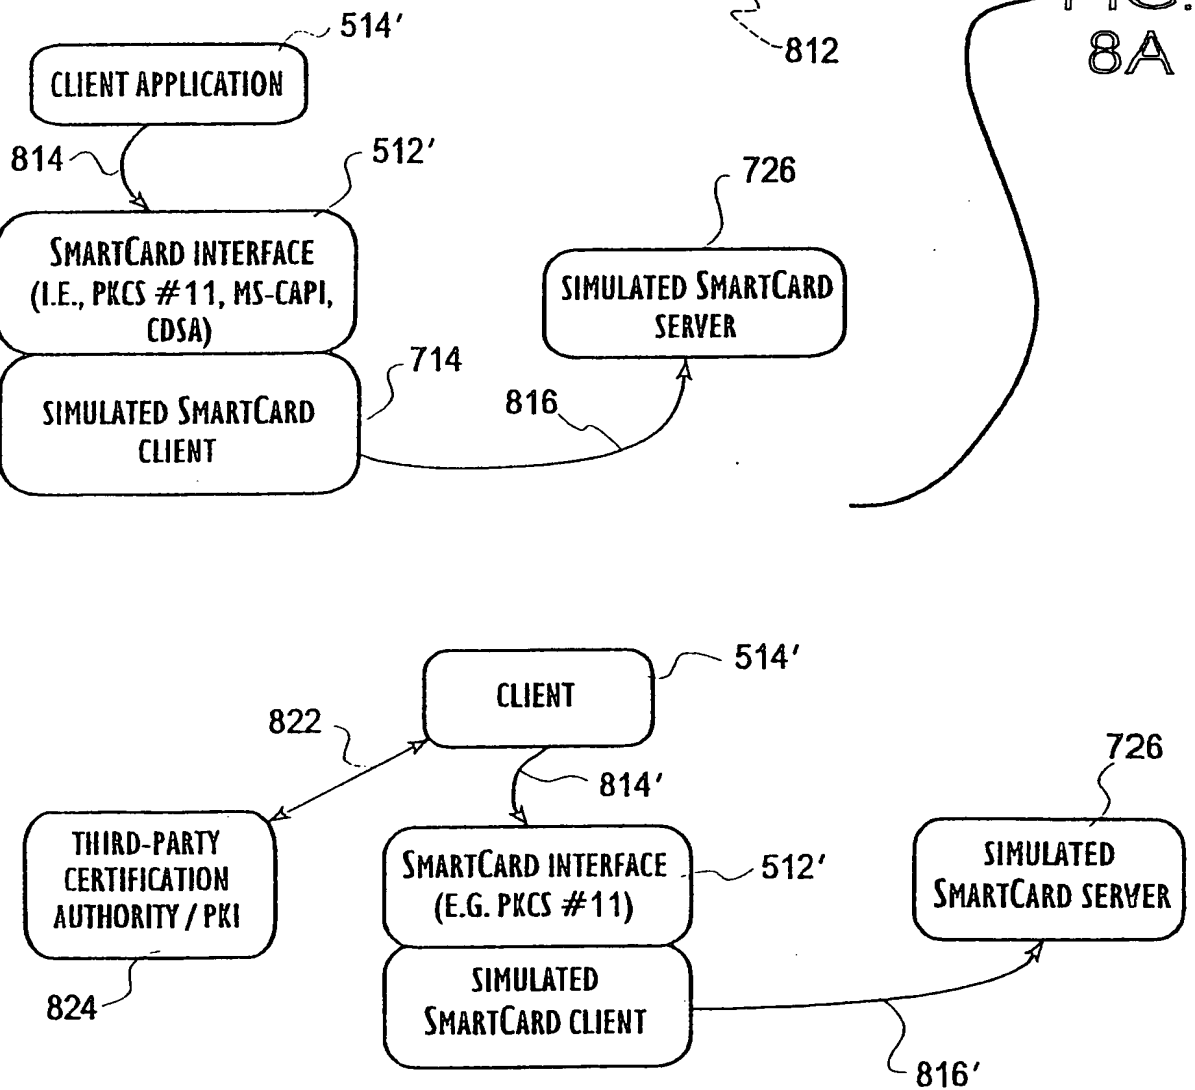 FIG.
8A
812
514'
CLIENT APPLICATION
814
512'
SMARTCARD INTERFACE
(I.E., PKCS #11, MS-CAPI,
CDSA)
726
SIMULATED SMARTCARD
SERVER
714
SIMULATED SMARTCARD
CLIENT
816
514'
CLIENT
822
814'
726
THIRD-PARTY
CERTIFICATION
AUTHORITY / PKI
824
SMARTCARD INTERFACE
(E.G. PKCS #11)
512'
SIMULATED
SMARTCARD SERVER
SIMULATED
SMARTCARD CLIENT
816'